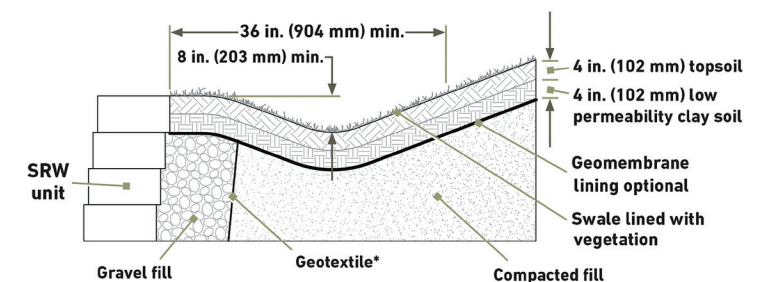 36 in. (904 mm) min.
8 in. (203 mm) min.
4 in. (102 mm) topsoil
4 in. (102 mm) low
permeability clay soil
Geomembrane
lining optional
Swale lined with
vegetation
SRW
unit
Gravel fill
Geotextile*
Compacted fill